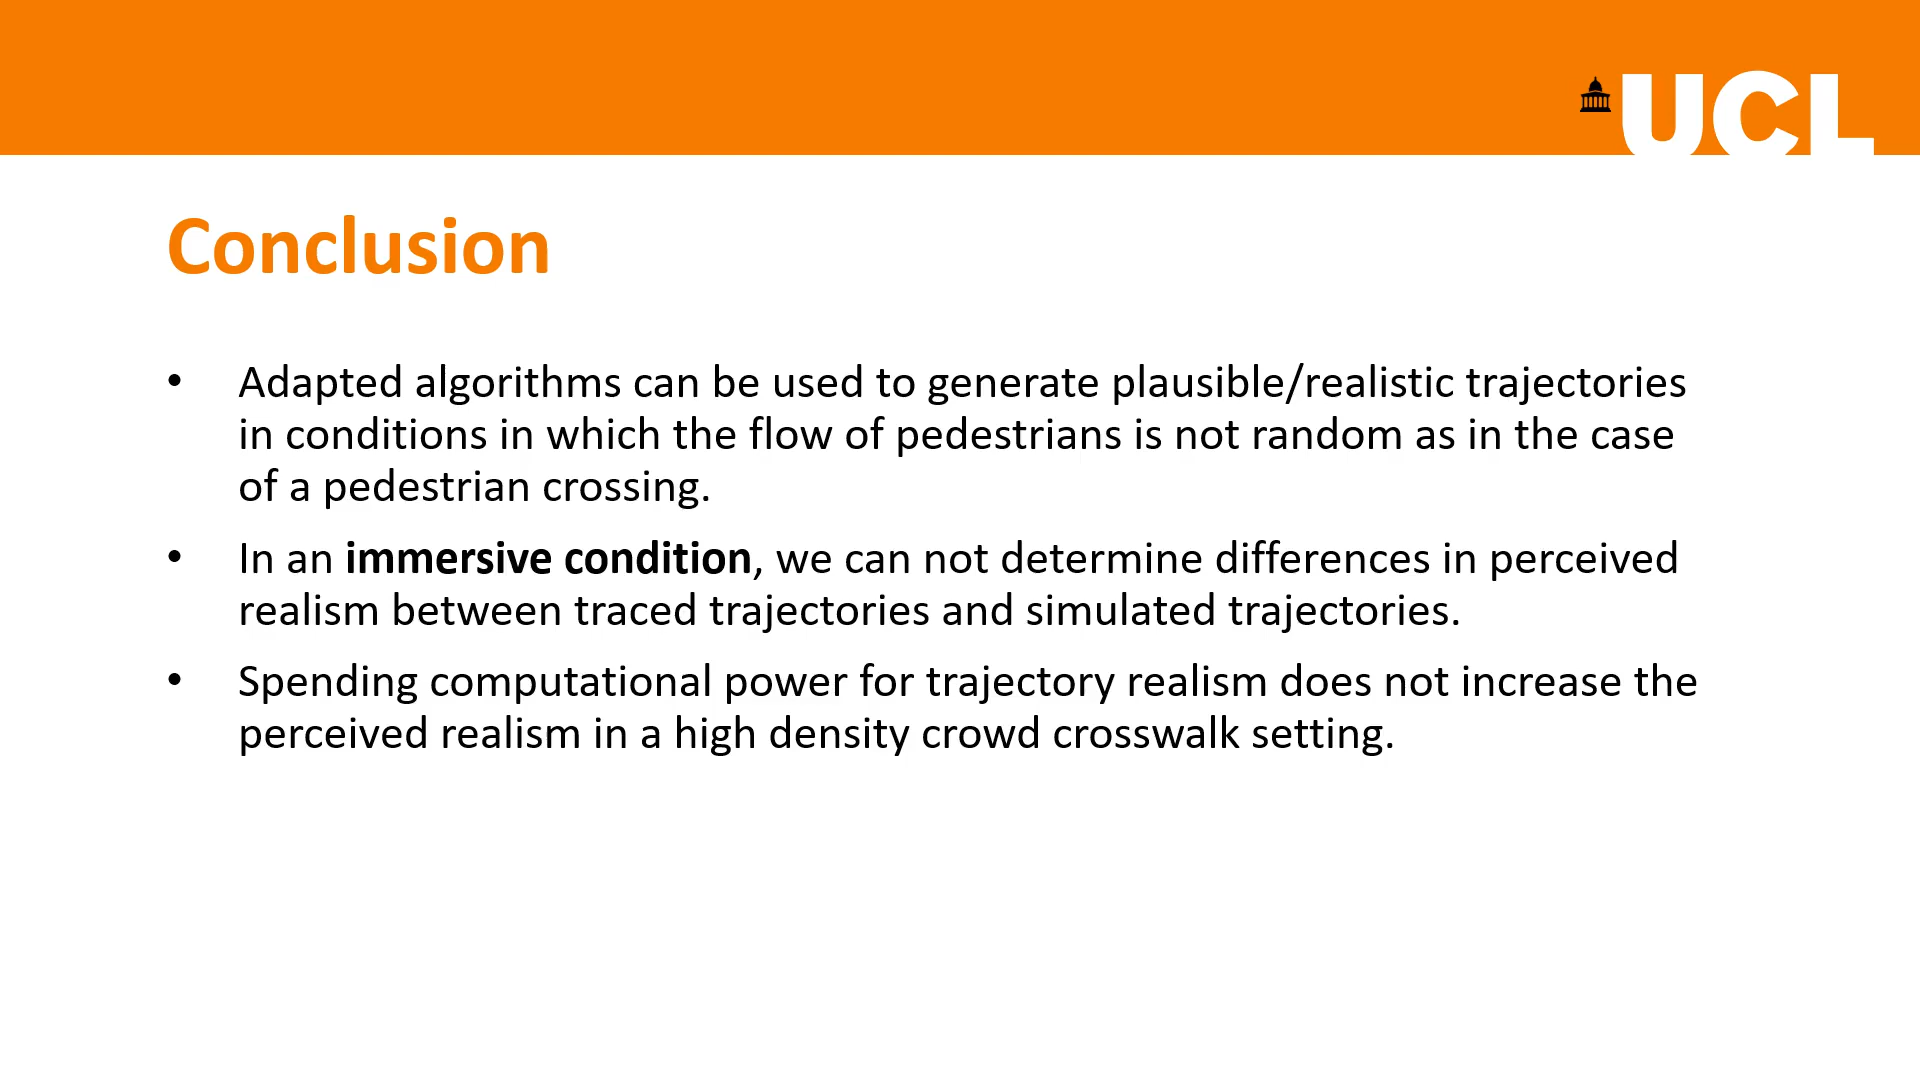 UCL
Conclusion
• Adapted algorithms can be used to generate plausible/realistic trajectories
in conditions in which the flow of pedestrians is not random as in the case
of a pedestrian crossing.
• In an immersive condition, we can not determine differences in perceived
realism between traced trajectories and simulated trajectories.
• Spending computational power for trajectory realism does not increase the
perceived realism in a high density crowd crosswalk setting.